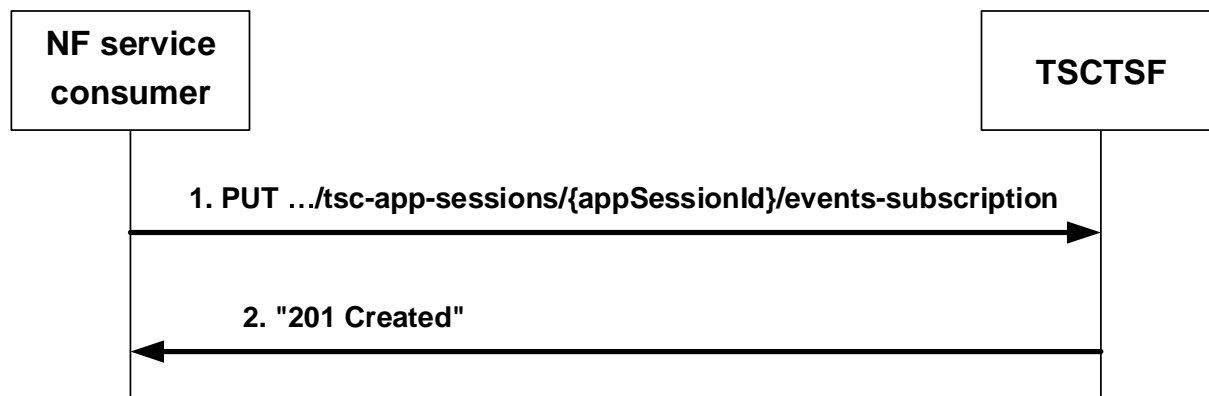 NF service
consumer
TSCTSF
1. PUT …/tsc-app-sessions/{appSessionId}/events-subscription
2. "201 Created"